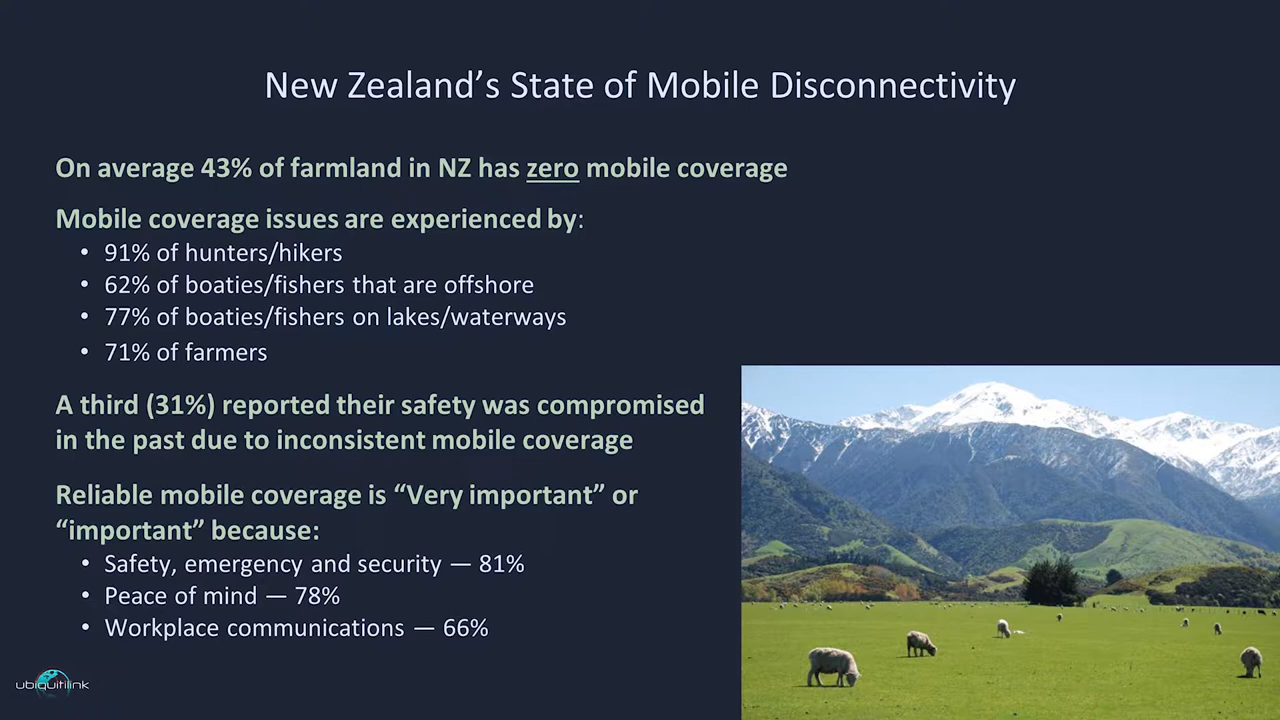 New Zealand’s State of Mobile Disconnectivity
On average 43% of farmland in NZ has zero mobile coverage
Mobile coverage issues are experienced by:
• 91% of hunters/hikers
• 62% of boaties/fishers that are offshore
• 77% of boaties/fishers on lakes/waterways
• 71% of farmers
A third (31%) reported their safety was compromised
in the past due to inconsistent mobile coverage
Reliable mobile coverage is “Very important” or
“important” because:
• Safety, emergency and security — 81%
• Peace of mind — 78%
• Workplace communications — 66%
ubiquitilink